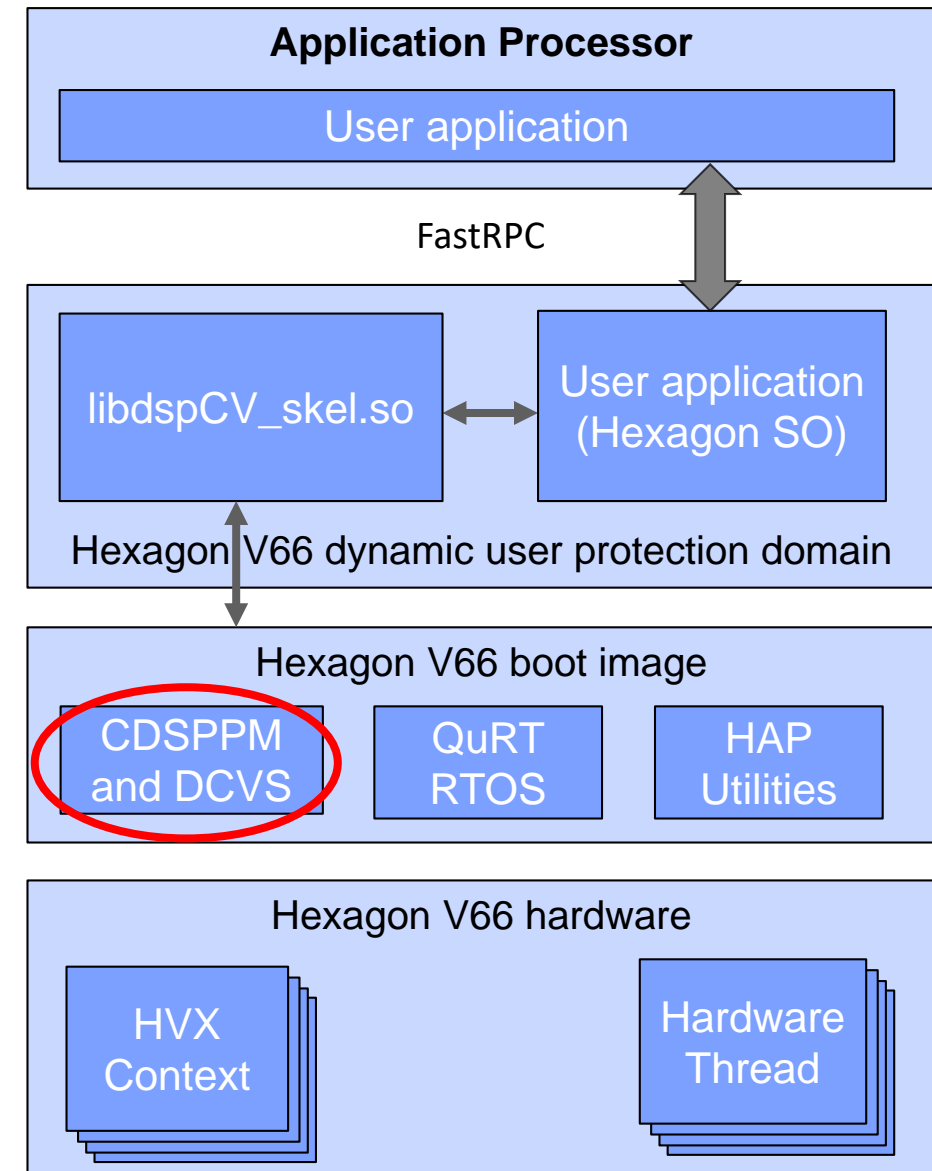 Application Processor
User application
FastRPC
libdspCV_skel.so
User application
(Hexagon SO)
Hexagon V66 dynamic user protection domain
Hexagon V66 boot image
CDSPPM
and DCVS
QuRT
RTOS
HAP
Utilities
Hexagon V66 hardware
HVX
Context
Hardware
Thread